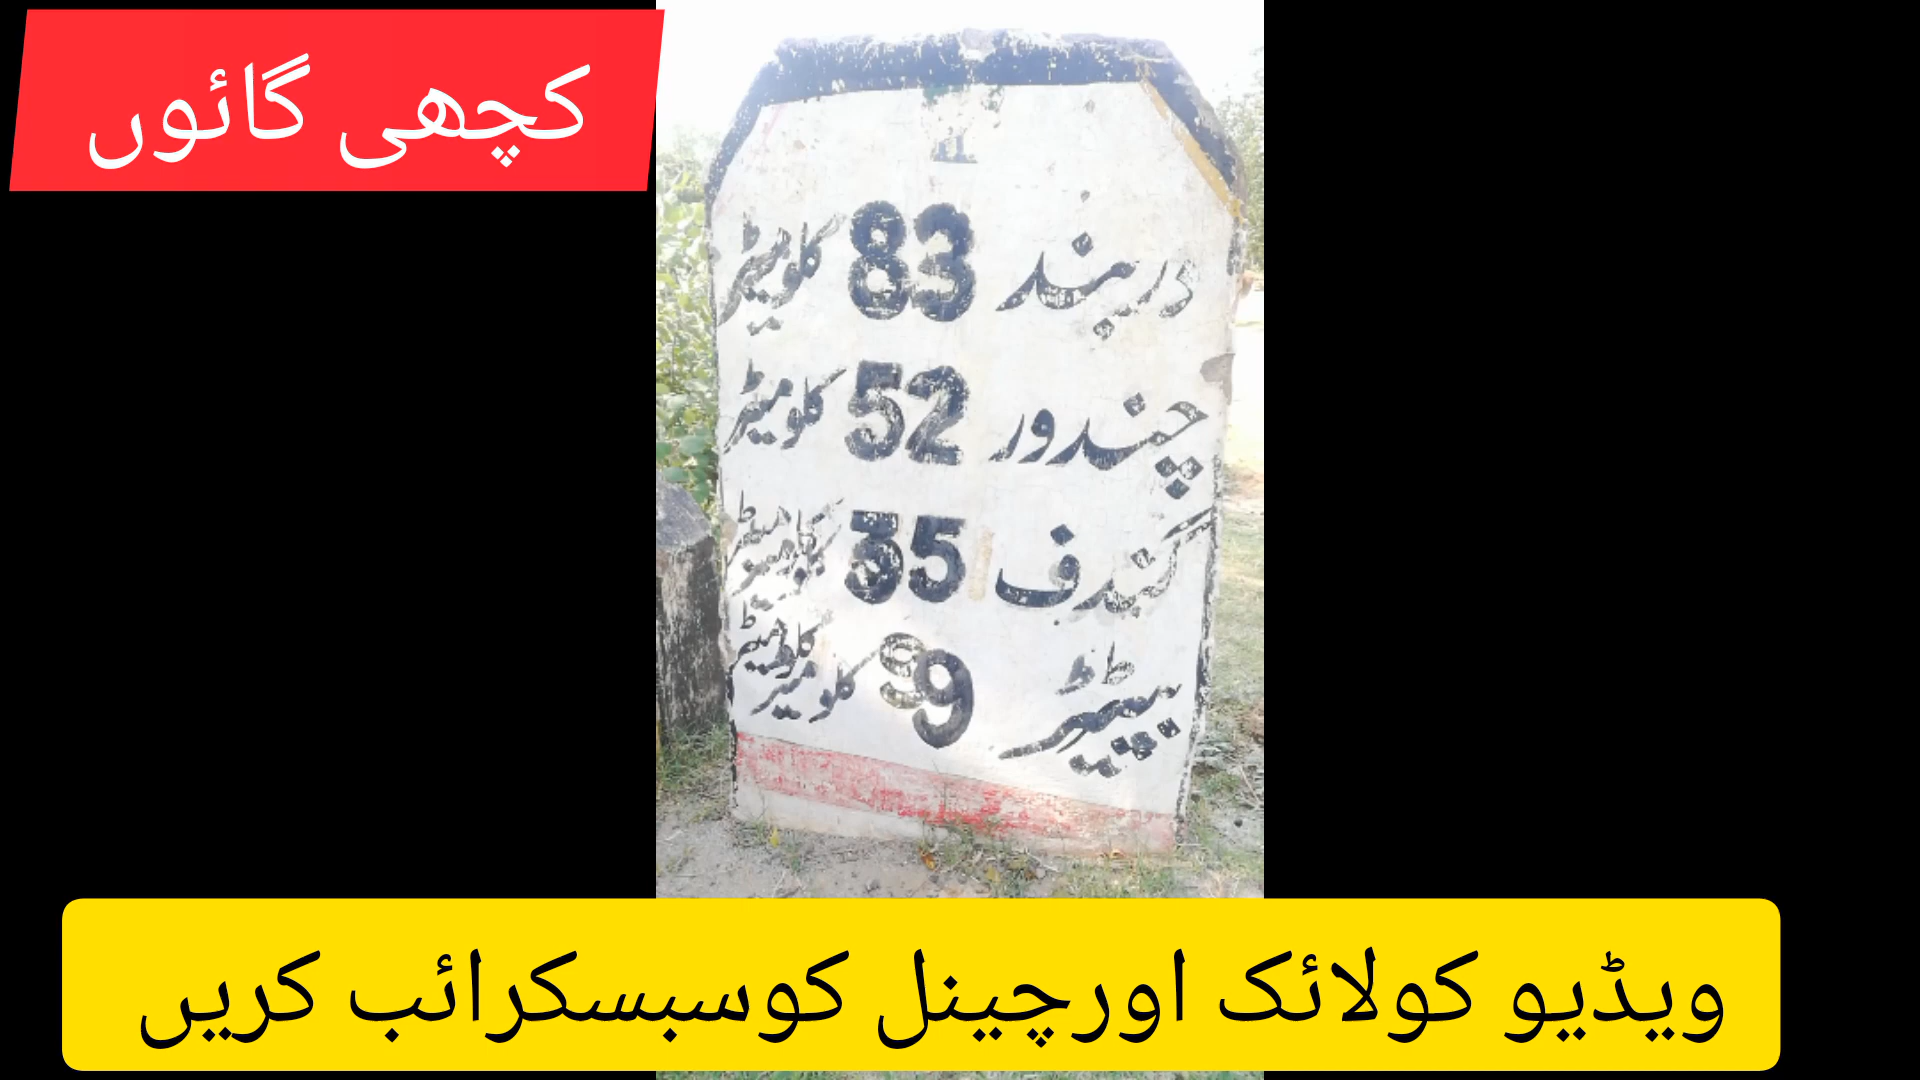 کچھی گائوں
دربند 83 کلومیٹر
چندور 52 کلومیٹر
گندف 35 کلومیٹر
9 کلومیٹر
ویڈیو کولائک اورچینل کوسبسکرائب کریں